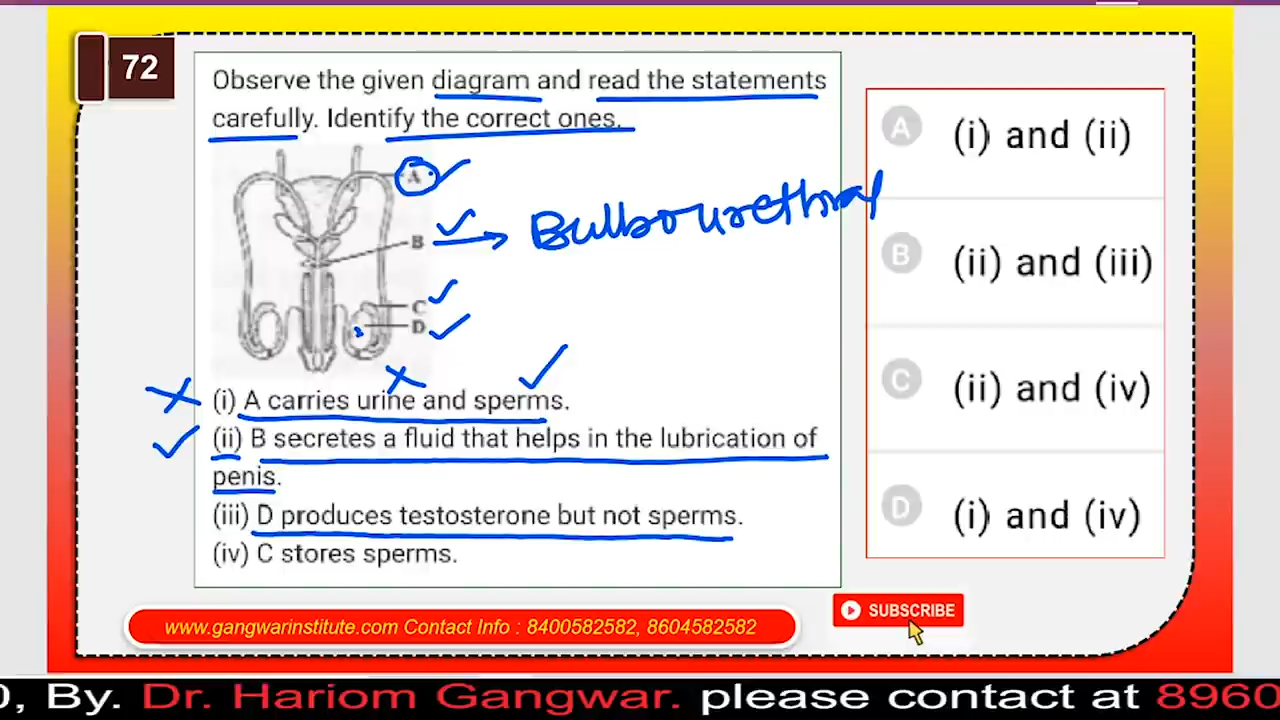 72
Observe the given diagram and read the statements
carefully. Identify the correct ones.
A
B
Bulbourethral
C
D
(i) A carries urine and sperms.
(ii) B secretes a fluid that helps in the lubrication of
penis.
(iii) D produces testosterone but not sperms.
(iv) C stores sperms.
A (i) and (ii)
B (ii) and (iii)
C (ii) and (iv)
D (i) and (iv)
www.gangwarinstitute.com Contact Info : 8400582582, 8604582582
SUBSCRIBE
0, By. Dr. Hariom Gangwar. please contact at 8960